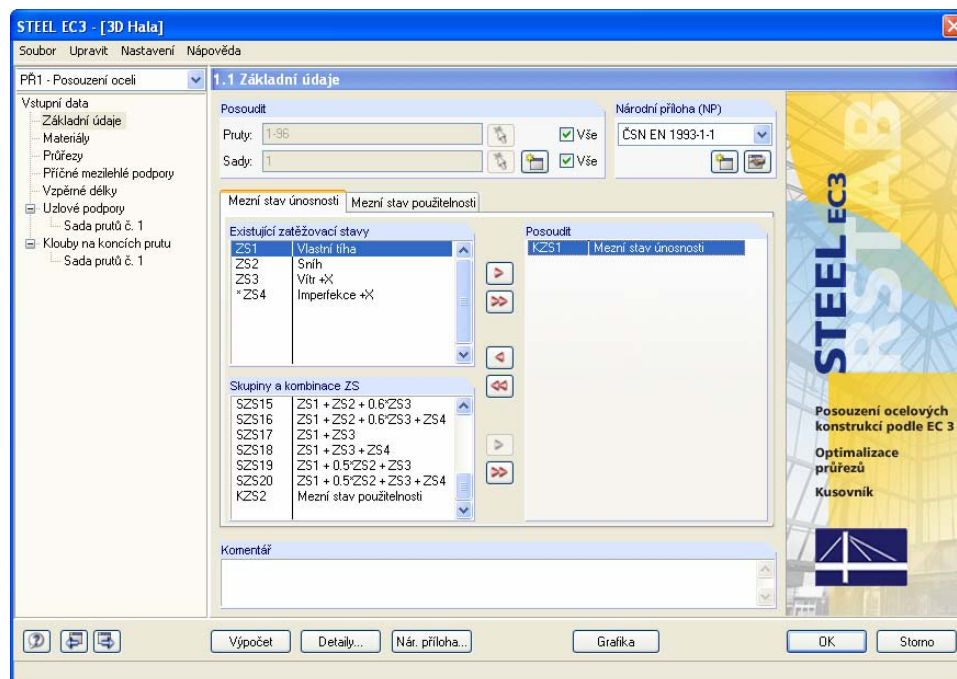 STEEL EC3 - [3D Hala]
Soubor Upravit Nastavení Nápověda
PŘ1 - Posouzení oceli
1.1 Základní údaje
Vstupní data
Základní údaje
Materiály
Průřezy
Příčné mezilehlé podpory
Vzpěrné délky
Uzlové podpory
Sada prutů č. 1
Klouby na koncích prutu
Sada prutů č. 1
Posoudit
Pruty: 1-96 Vše
Sady: 1 Vše
Národní příloha (NP)
ČSN EN 1993-1-1
Mezní stav únosnosti Mezní stav použitelnosti
Existující zatěžovací stavy
ZS1 Vlastní tíha
ZS2 Sníh
ZS3 Vítr +X
*ZS4 Imperfekce +X
Skupiny a kombinace ZS
SZS15 ZS1 + ZS2 + 0.6*ZS3
SZS16 ZS1 + ZS2 + 0.6*ZS3 + ZS4
SZS17 ZS1 + ZS3
SZS18 ZS1 + ZS3 + ZS4
SZS19 ZS1 + 0.5*ZS2 + ZS3
SZS20 ZS1 + 0.5*ZS2 + ZS3 + ZS4
KZS2 Mezní stav použitelnosti
Posoudit
KZS1 Mezní stav únosnosti
Komentář
STEEL EC3
RSTAB
Posouzení ocelových
konstrukcí podle EC 3
Optimalizace
průřezů
Kusovník
Výpočet Detaily... Nár. příloha... Grafika OK Storno